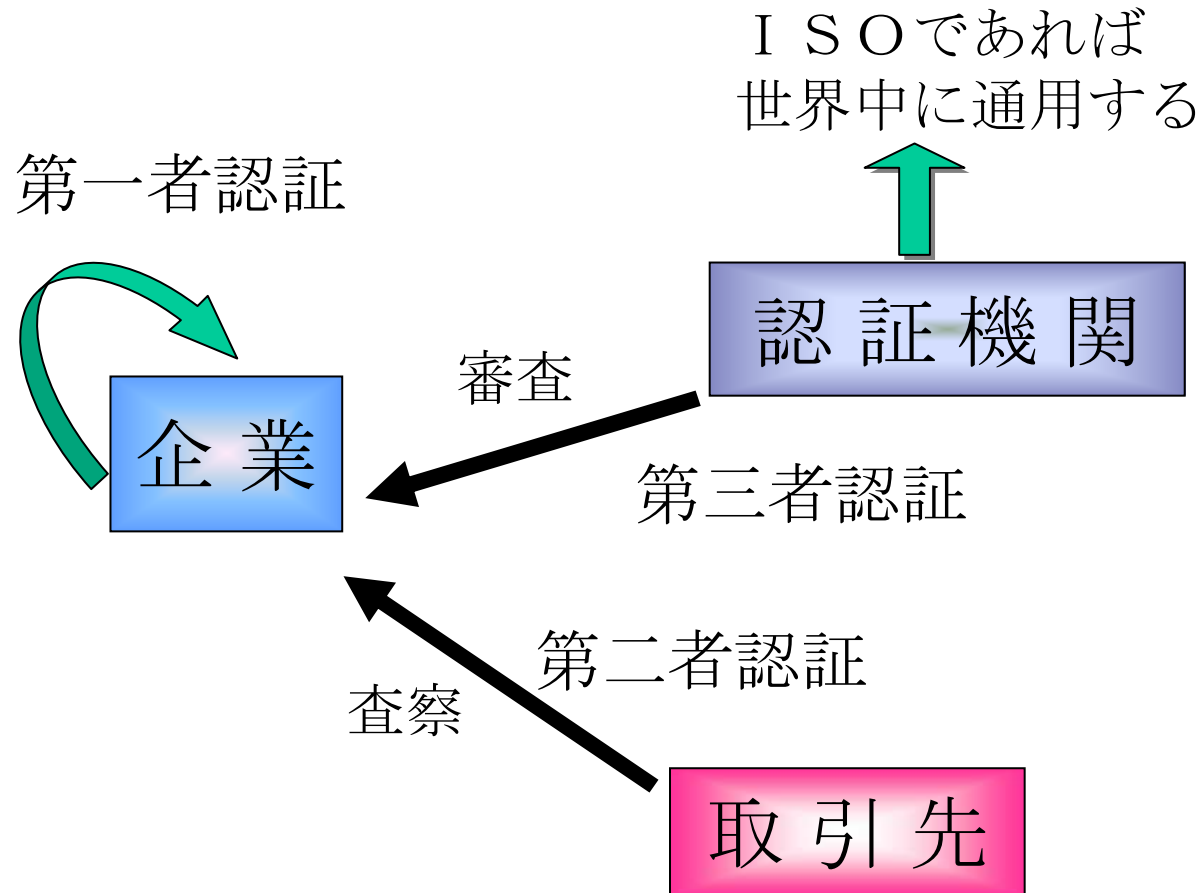 ＩＳＯであれば
世界中に通用する
第一者認証
認証機関
審査
企業
第三者認証
第二者認証
査察
取引先